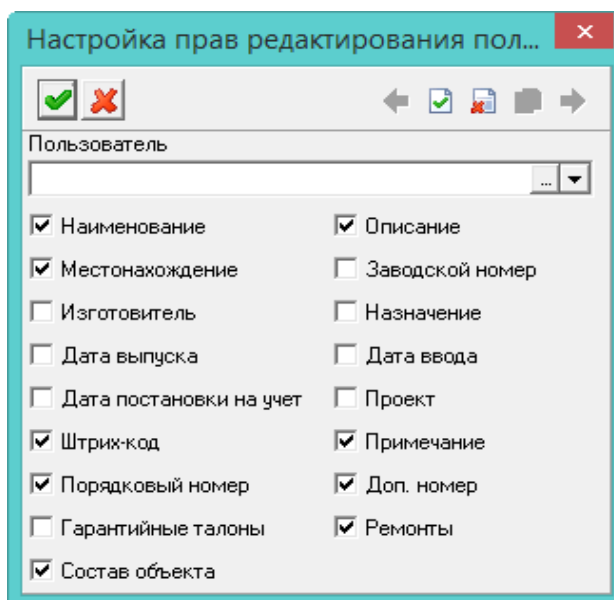 Настройка прав редактирования пол...
Пользователь
...
Наименование Описание
Местонахождение Заводской номер
Изготовитель Назначение
Дата выпуска Дата ввода
Дата постановки на учет Проект
Штрих-код Примечание
Порядковый номер Доп. номер
Гарантийные талоны Ремонты
Состав объекта